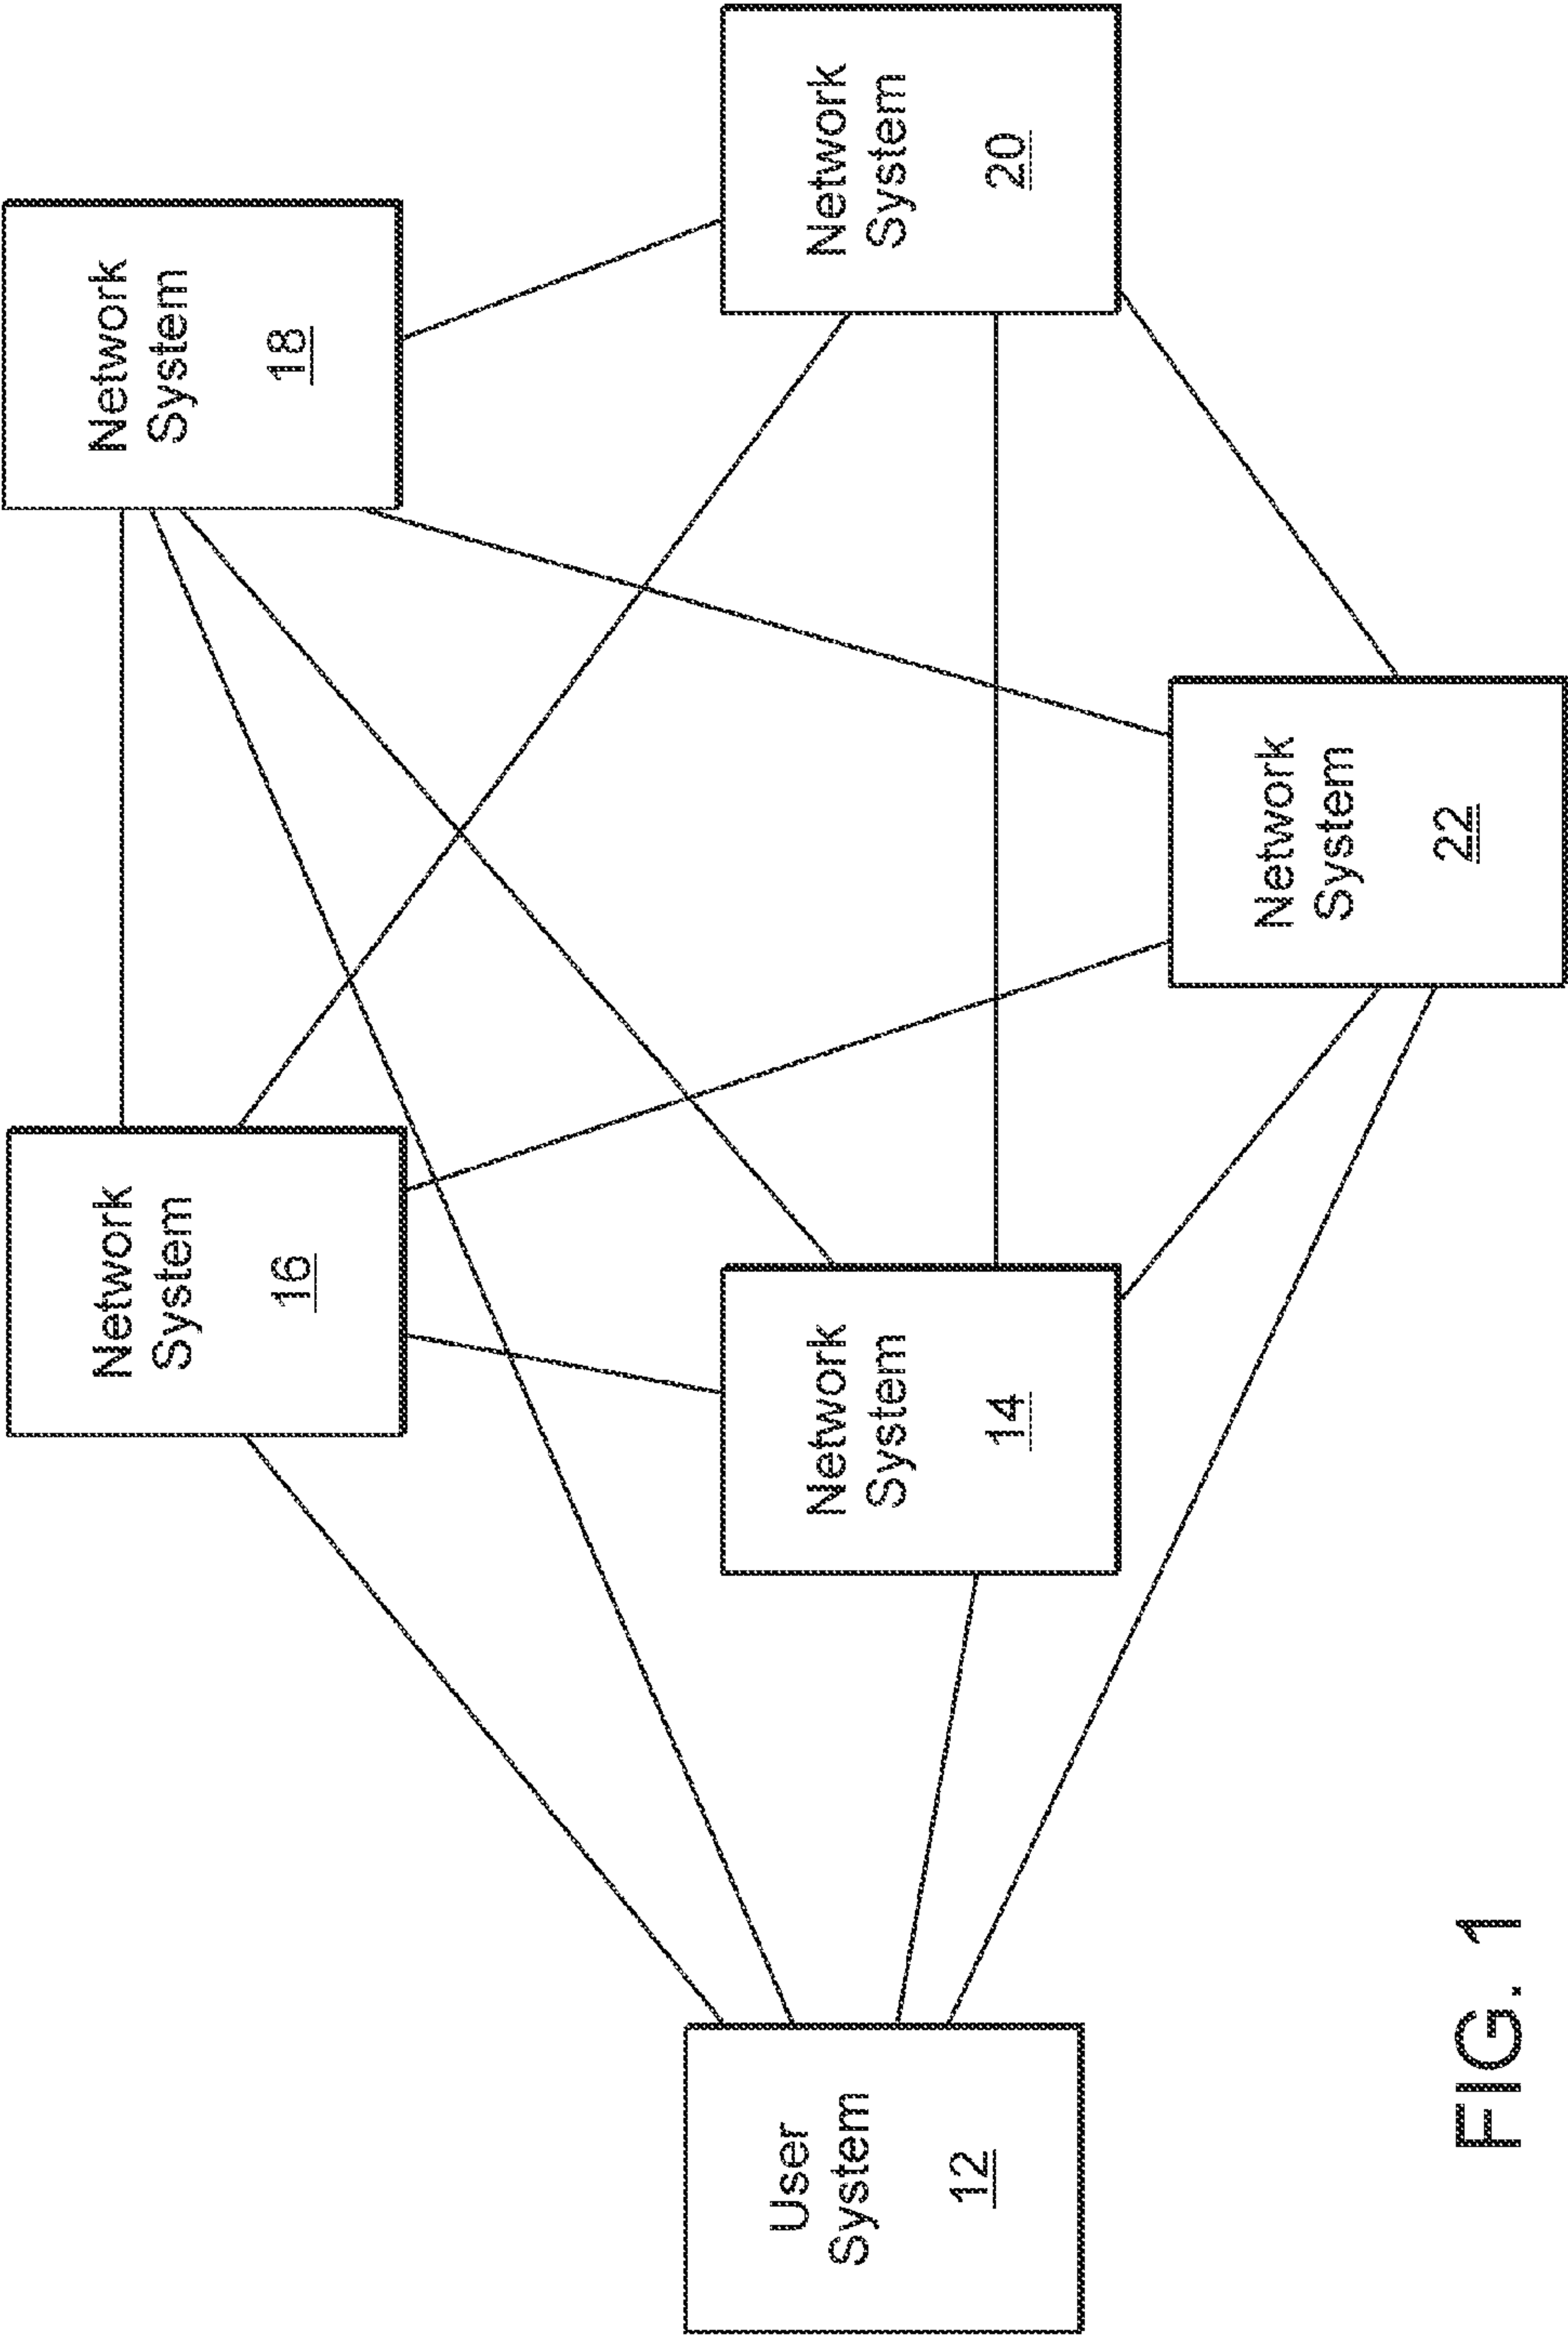 Network
System
16
Network
System
18
User
System
12
Network
System
14
Network
System
20
Network
System
22
FIG. 1